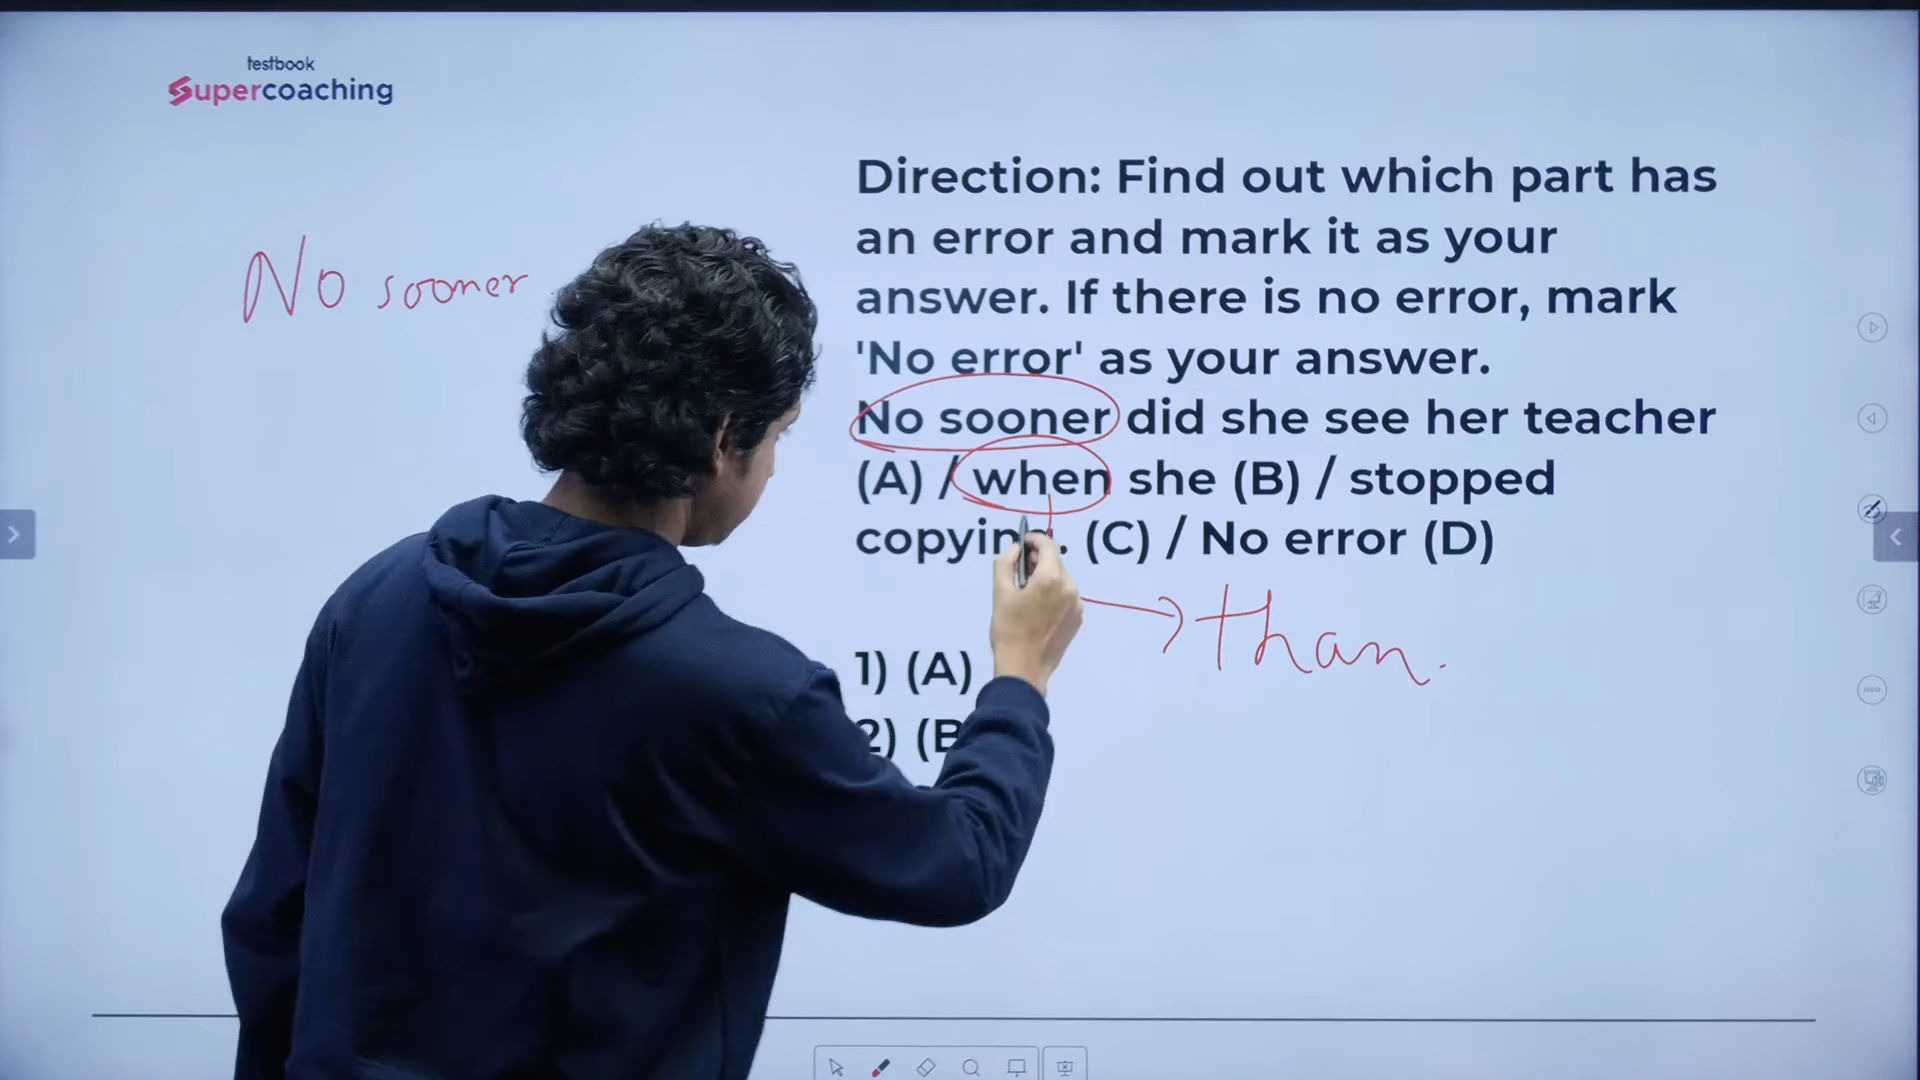 testbook
Supercoaching
No sooner
Direction: Find out which part has
an error and mark it as your
answer. If there is no error, mark
'No error' as your answer.
No sooner did she see her teacher
(A) / when she (B) / stopped
copying. (C) / No error (D)
than.
1) (A)
2) (B